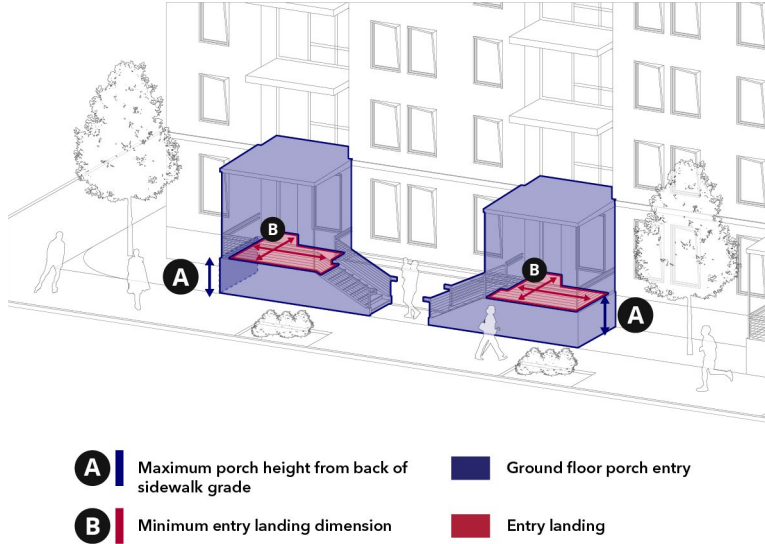 B
A
B
A
A Maximum porch height from back of
sidewalk grade
Ground floor porch entry
B Minimum entry landing dimension
Entry landing